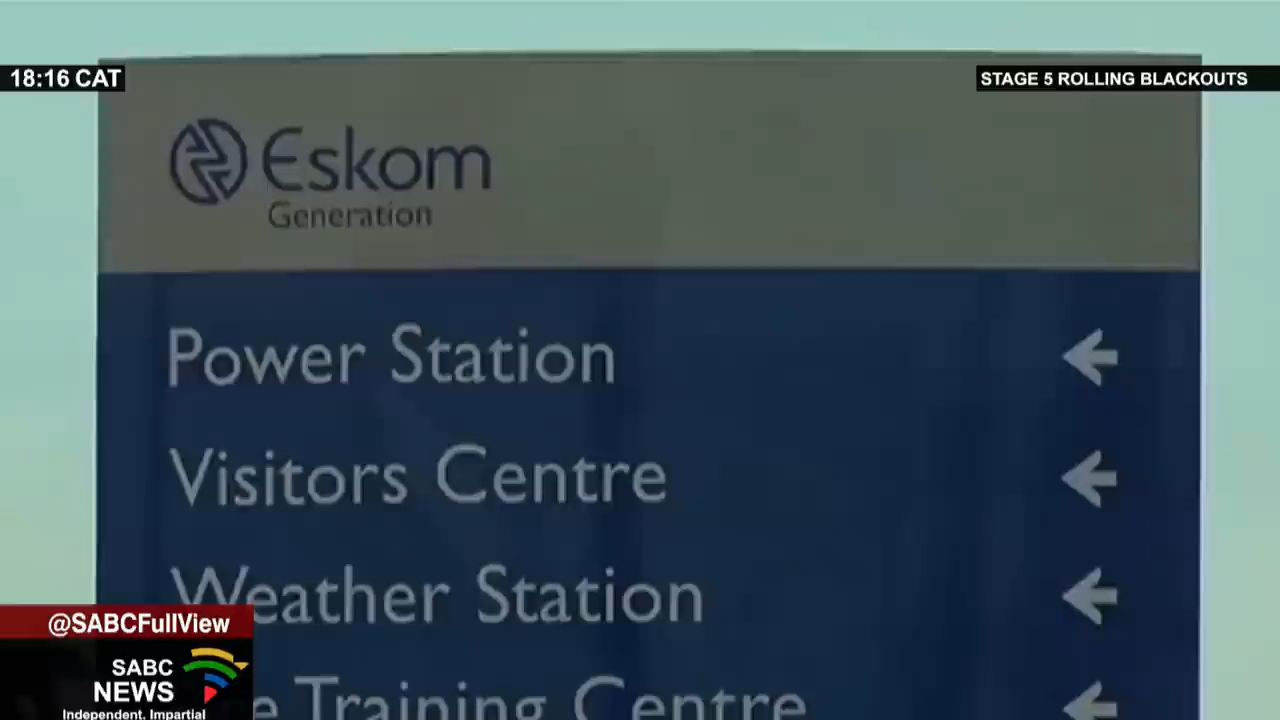 18:16 CAT
STAGE 5 ROLLING BLACKOUTS
Eskom
Generation
Power Station
Visitors Centre
Weather Station
Training Centre
@SABCFullView
SABC
NEWS
Independent. Impartial